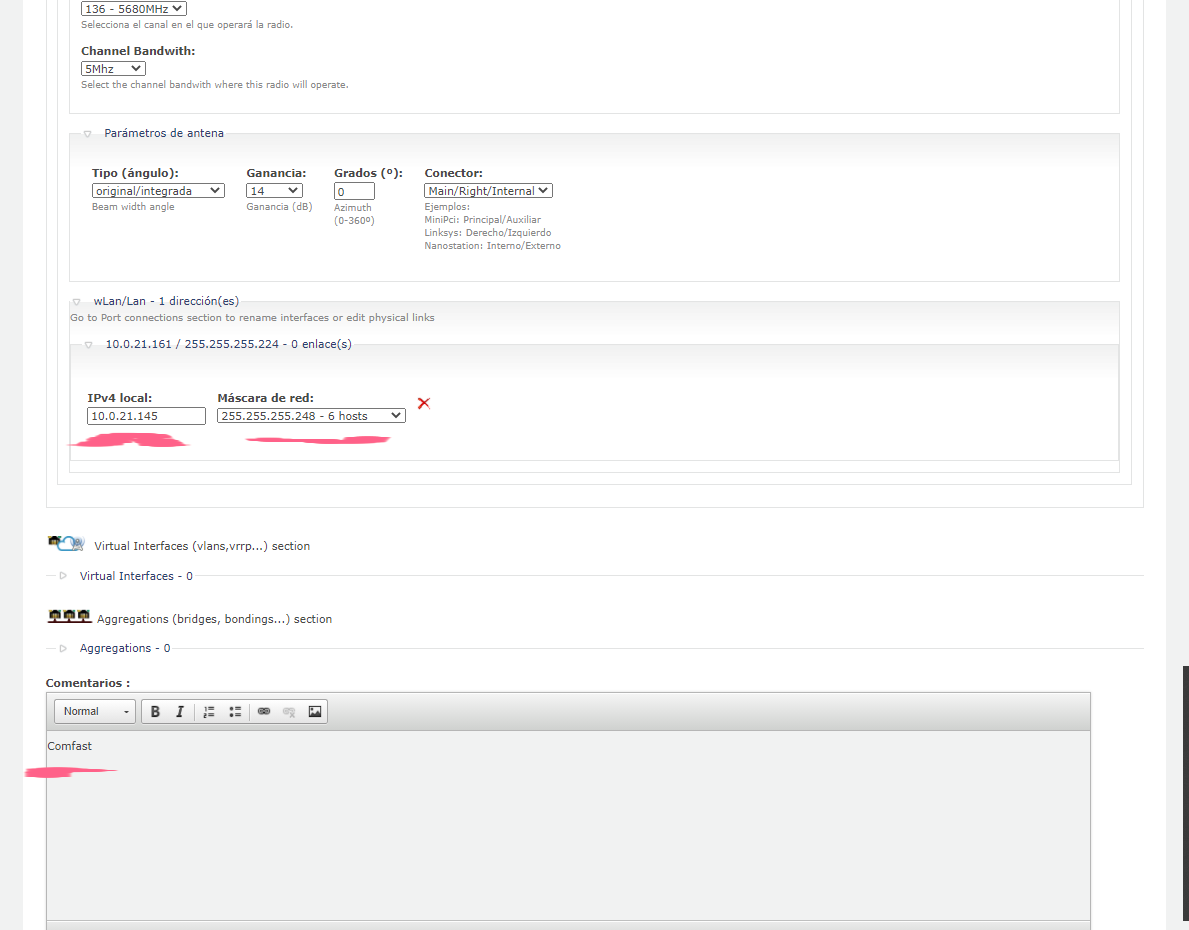 136 - 5680MHz
Selecciona el canal en el que operará la radio.
Channel Bandwith:
5Mhz
Select the channel bandwith where this radio will operate.
Parámetros de antena
Tipo (ángulo): Ganancia: Grados (º): Conector:
original/integrada 14 0 Main/Right/Internal
Beam width angle Ganancia (dB) Azimuth Ejemplos:
(0-360º) MiniPci: Principal/Auxiliar
Linksys: Derecho/Izquierdo
Nanostation: Interno/Externo
wLan/Lan - 1 dirección(es)
Go to Port connections section to rename interfaces or edit physical links
10.0.21.161 / 255.255.255.224 - 0 enlace(s)
IPv4 local: Máscara de red:
10.0.21.145 255.255.255.248 - 6 hosts
Virtual Interfaces (vlans,vrrp...) section
Virtual Interfaces - 0
Aggregations (bridges, bondings...) section
Aggregations - 0
Comentarios :
Normal B I
Comfast